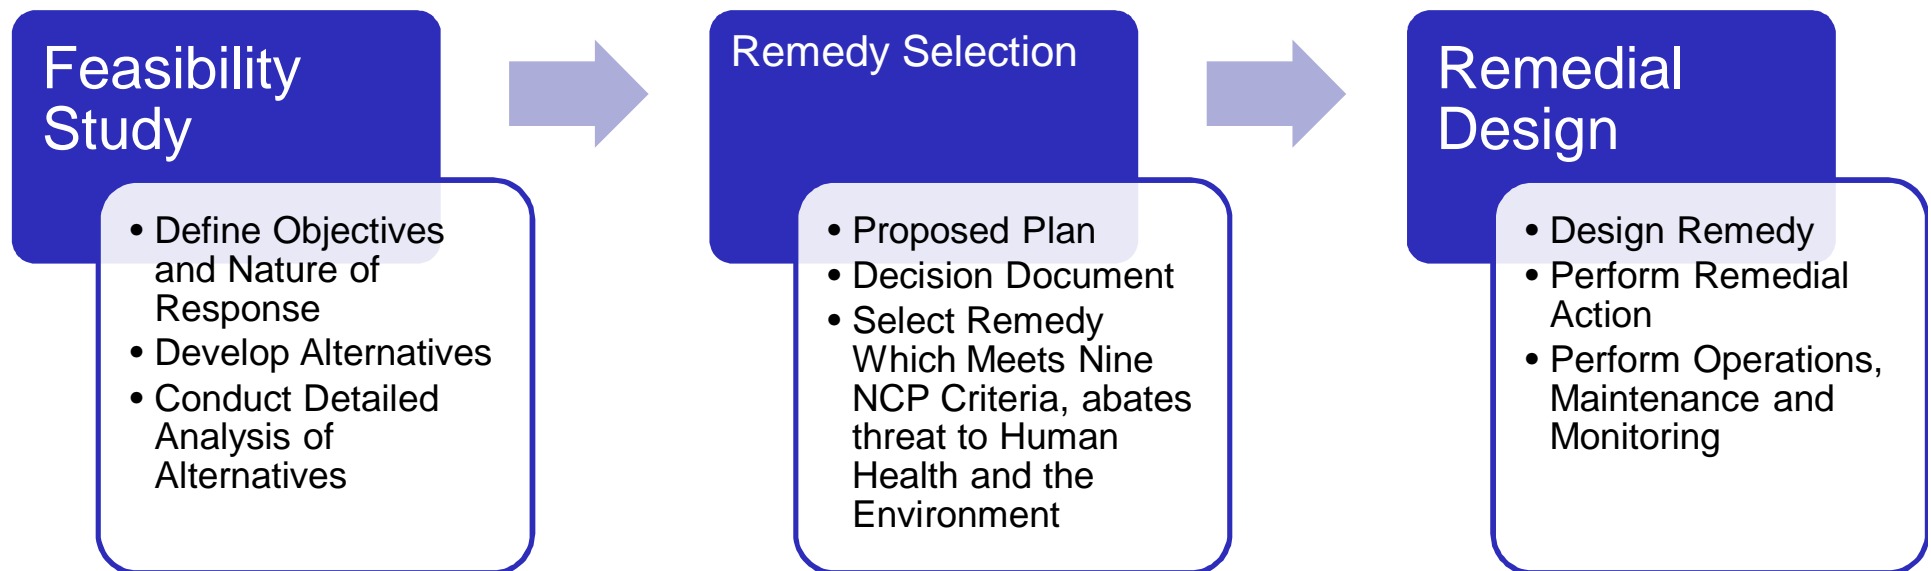 Feasibility
Study
• Define Objectives
and Nature of
Response
• Develop Alternatives
• Conduct Detailed
Analysis of
Alternatives
Remedy Selection
• Proposed Plan
• Decision Document
• Select Remedy
Which Meets Nine
NCP Criteria, abates
threat to Human
Health and the
Environment
Remedial
Design
• Design Remedy
• Perform Remedial
Action
• Perform Operations,
Maintenance and
Monitoring